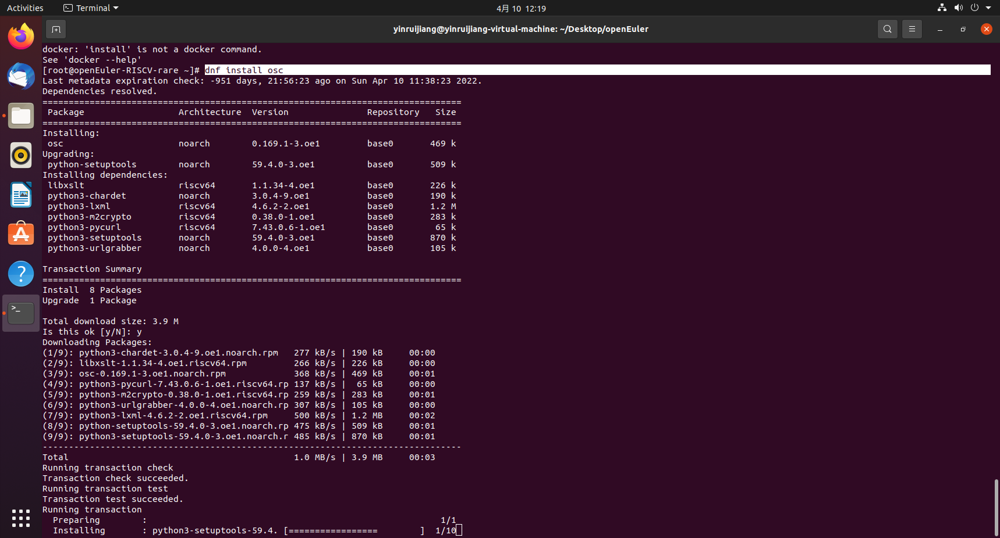 Activities
Terminal
4月 10 12:19
yinruijiang@yinruijiang-virtual-machine: ~/Desktop/openEuler
docker: 'install' is not a docker command.
See 'docker --help'
[root@openEuler-RISCV-rare ~]# dnf install osc
Last metadata expiration check: -951 days, 21:56:23 ago on Sun Apr 10 11:38:23 2022.
Dependencies resolved.
================================================================================
Package Architecture Version Repository Size
================================================================================
Installing:
osc noarch 0.169.1-3.oe1 base0 469 k
Upgrading:
python-setuptools noarch 59.4.0-3.oe1 base0 509 k
Installing dependencies:
libxslt riscv64 1.1.34-4.oe1 base0 226 k
python3-chardet noarch 3.0.4-9.oe1 base0 190 k
python3-lxml riscv64 4.6.2-2.oe1 base0 1.2 M
python3-m2crypto riscv64 0.38.0-1.oe1 base0 283 k
python3-pycurl riscv64 7.43.0.6-1.oe1 base0 65 k
python3-setuptools noarch 59.4.0-3.oe1 base0 870 k
python3-urlgrabber noarch 4.0.0-4.oe1 base0 105 k
Transaction Summary
================================================================================
Install 8 Packages
Upgrade 1 Package
Total download size: 3.9 M
Is this ok [y/N]: y
Downloading Packages:
(1/9): python3-chardet-3.0.4-9.oe1.noarch.rpm 277 kB/s | 190 kB 00:00
(2/9): libxslt-1.1.34-4.oe1.riscv64.rpm 266 kB/s | 226 kB 00:00
(3/9): osc-0.169.1-3.oe1.noarch.rpm 368 kB/s | 469 kB 00:01
(4/9): python3-pycurl-7.43.0.6-1.oe1.riscv64.rp 137 kB/s | 65 kB 00:00
(5/9): python3-m2crypto-0.38.0-1.oe1.riscv64.rp 259 kB/s | 283 kB 00:01
(6/9): python3-urlgrabber-4.0.0-4.oe1.noarch.rp 307 kB/s | 105 kB 00:00
(7/9): python3-lxml-4.6.2-2.oe1.riscv64.rpm 500 kB/s | 1.2 MB 00:02
(8/9): python-setuptools-59.4.0-3.oe1.noarch.rp 475 kB/s | 509 kB 00:01
(9/9): python3-setuptools-59.4.0-3.oe1.noarch.r 485 kB/s | 870 kB 00:01
--------------------------------------------------------------------------------
Total 1.0 MB/s | 3.9 MB 00:03
Running transaction check
Transaction check succeeded.
Running transaction test
Transaction test succeeded.
Running transaction
Preparing : 1/1
Installing : python3-setuptools-59.4. [================= ] 1/10